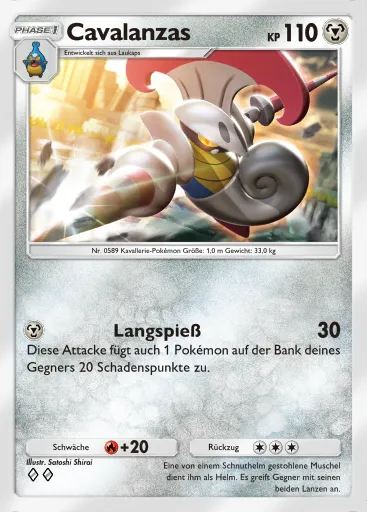 PHASE 1
Cavalanzas
KP 110
Entwickelt sich aus Laukaps
Nr. 0589 Kavallerie-Pokémon Größe: 1,0 m Gewicht: 33,0 kg
Langspieß 30
Diese Attacke fügt auch 1 Pokémon auf der Bank deines
Gegners 20 Schadenspunkte zu.
Schwäche +20 Rückzug
Illustr. Satoshi Shirai
Eine von einem Schnuthelm gestohlene Muschel
dient ihm als Helm. Es greift Gegner mit seinen
beiden Lanzen an.